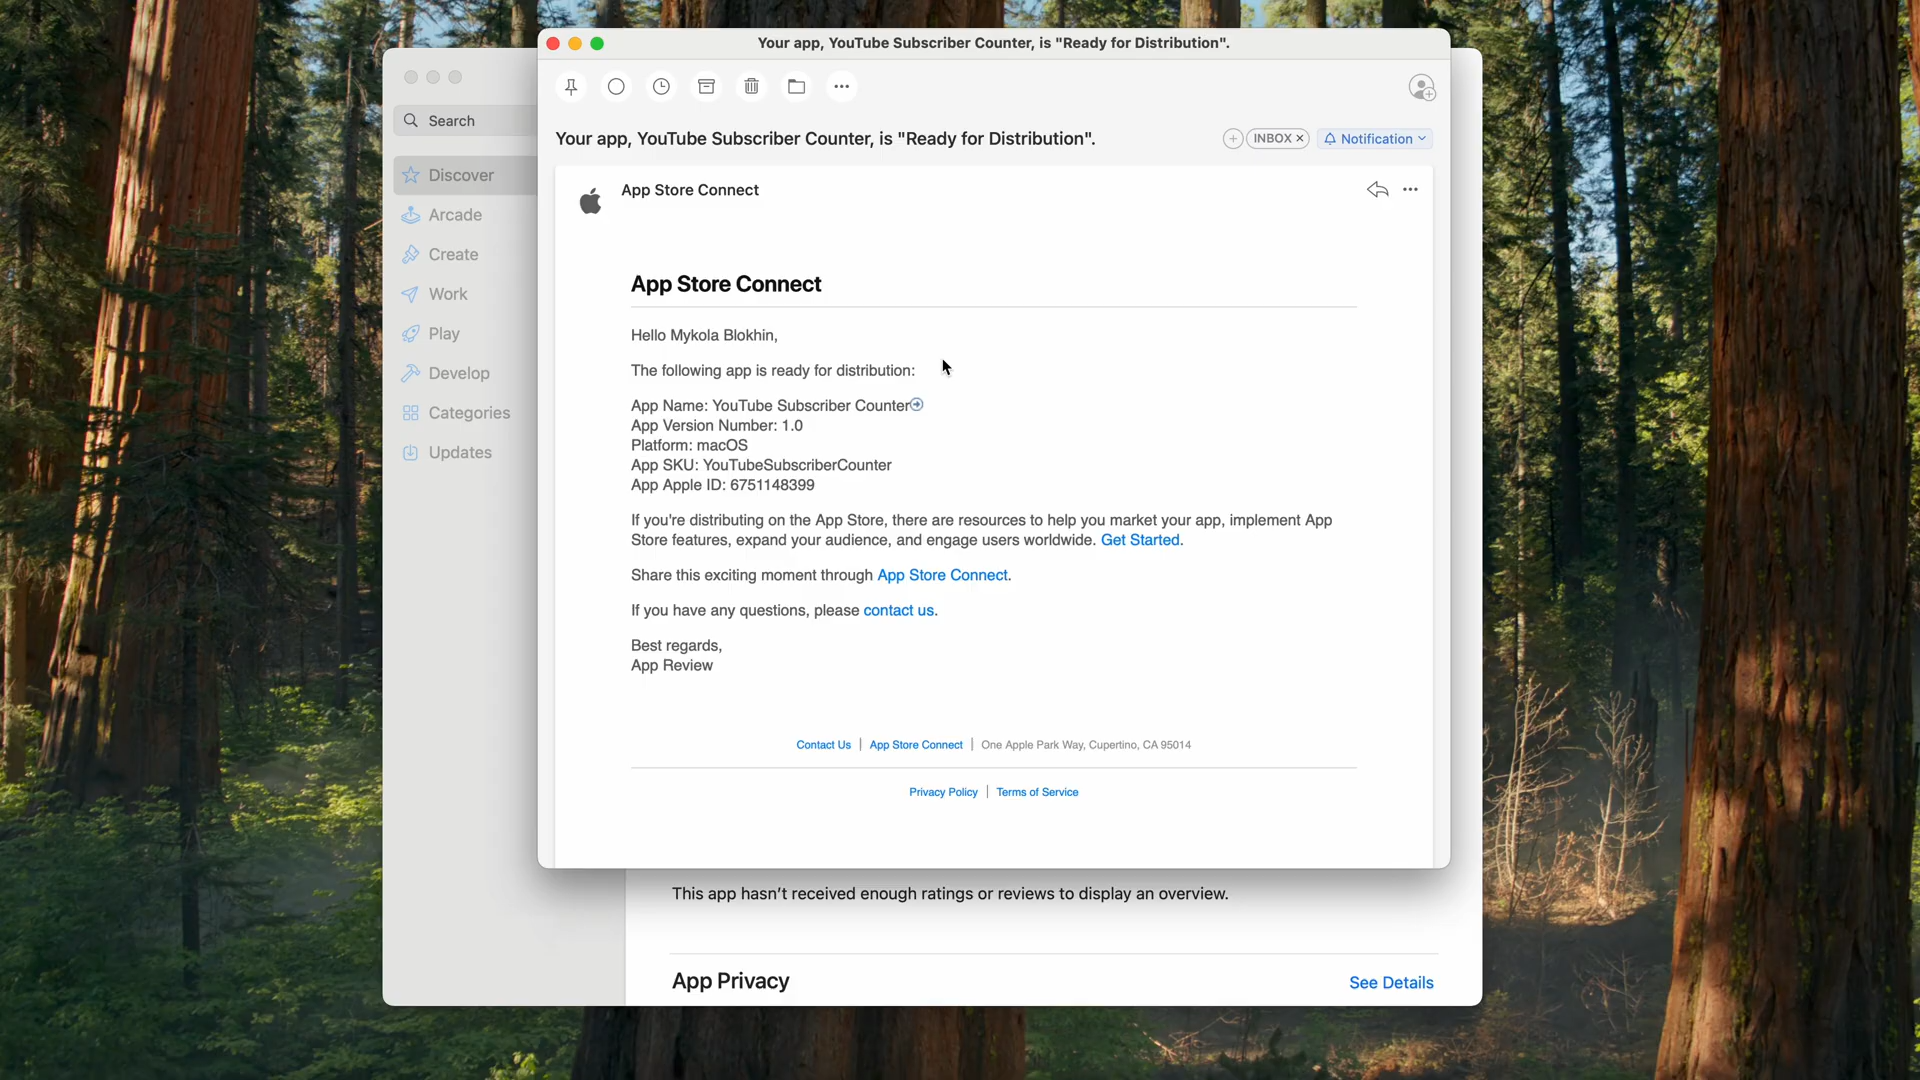 Your app, YouTube Subscriber Counter, is "Ready for Distribution".
Search
Discover
Arcade
Create
Work
Play
Develop
Categories
Updates
Your app, YouTube Subscriber Counter, is "Ready for Distribution".
INBOX ×
Notification
App Store Connect
App Store Connect
Hello Mykola Blokhin,
The following app is ready for distribution:
App Name: YouTube Subscriber Counter
App Version Number: 1.0
Platform: macOS
App SKU: YouTubeSubscriberCounter
App Apple ID: 6751148399
If you're distributing on the App Store, there are resources to help you market your app, implement App
Store features, expand your audience, and engage users worldwide. Get Started.
Share this exciting moment through App Store Connect.
If you have any questions, please contact us.
Best regards,
App Review
Contact Us | App Store Connect | One Apple Park Way, Cupertino, CA 95014
Privacy Policy | Terms of Service
This app hasn't received enough ratings or reviews to display an overview.
App Privacy
See Details